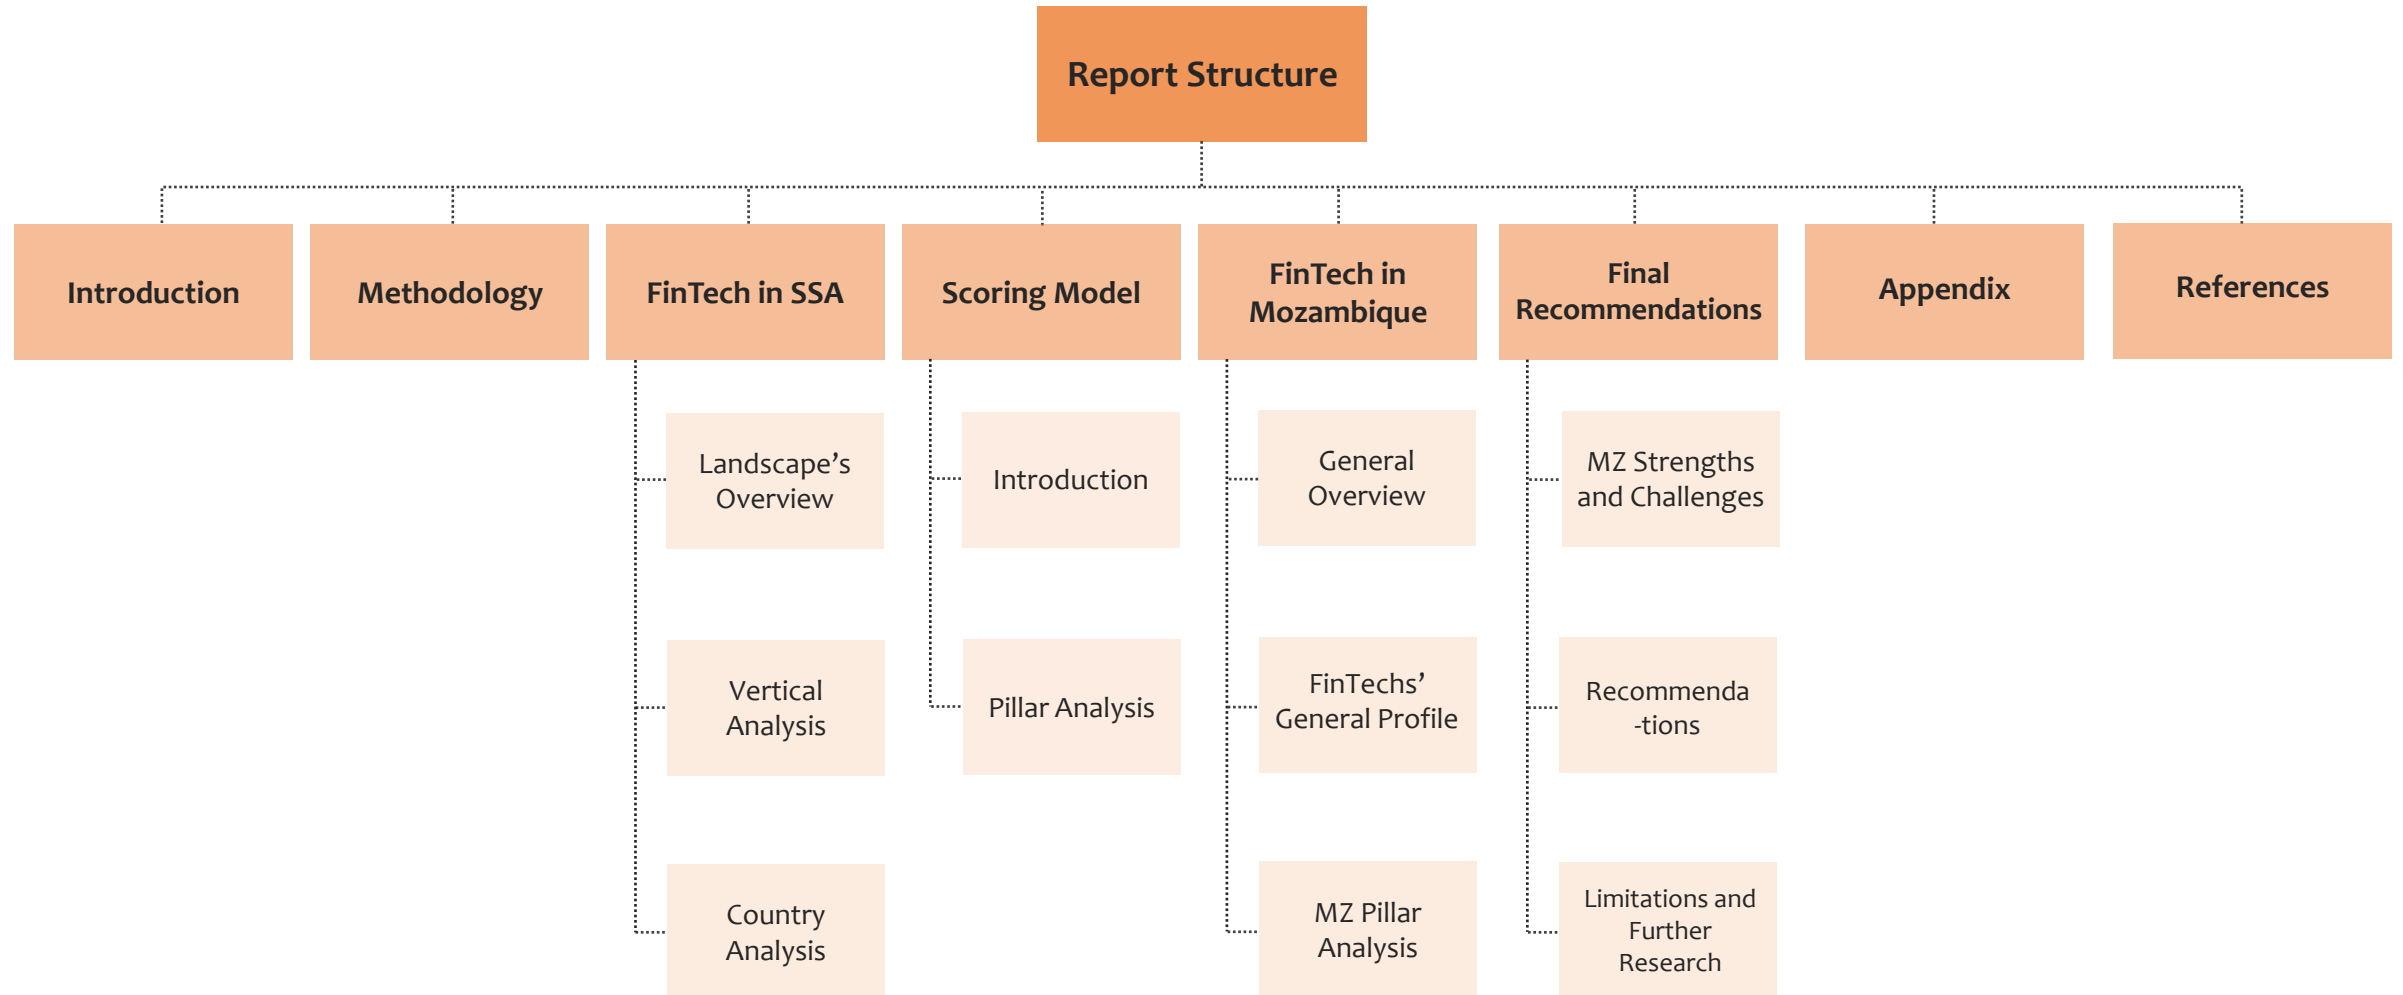 Report Structure
Introduction
Methodology
FinTech in SSA
Scoring Model
FinTech in
Mozambique
Final
Recommendations
Appendix
References
Landscape’s
Overview
Vertical
Analysis
Country
Analysis
Introduction
Pillar Analysis
General
Overview
FinTechs’
General Profile
MZ Pillar
Analysis
MZ Strengths
and Challenges
Recommenda
-tions
Limitations and
Further
Research